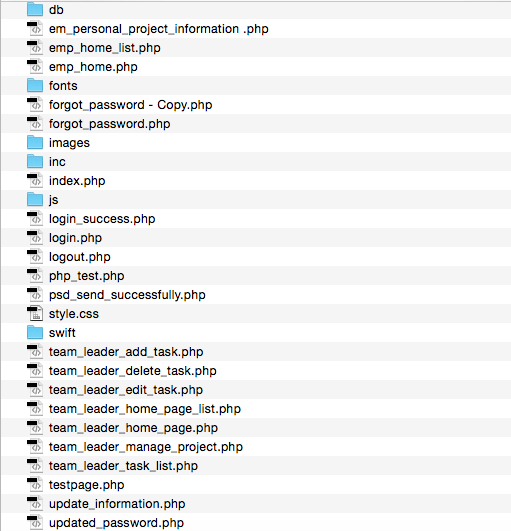 db
em_personal_project_information .php
emp_home_list.php
emp_home.php
fonts
forgot_password - Copy.php
forgot_password.php
images
inc
index.php
js
login_success.php
login.php
logout.php
php_test.php
psd_send_successfully.php
style.css
swift
team_leader_add_task.php
team_leader_delete_task.php
team_leader_edit_task.php
team_leader_home_page_list.php
team_leader_home_page.php
team_leader_manage_project.php
team_leader_task_list.php
testpage.php
update_information.php
updated_password.php